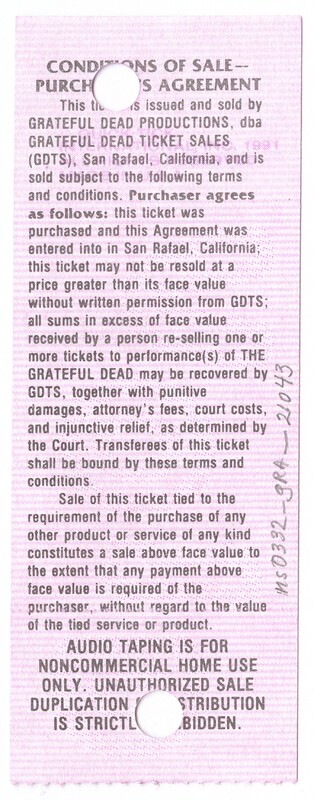 CONDITIONS OF SALE—
PURCH 'S AGREEMENT
This ti is issued and sold by
GRATEFUL DEAD PRODUCTIONS, dba
GRATEFUL DEAD TICKET SALES
(GDTS), San Rafael, California, and is
sold subject to the following terms
and conditions. Purchaser agrees
as follows: this ticket was
purchased and this Agreement was
entered into in San Rafael, California;
this ticket may not be resold at a
price greater than its face value
without written permission from GDTS;
all sums in excess of face value
received by a person re-selling one or
more tickets to performance(s) of THE
GRATEFUL DEAD may be recovered by
GDTS, together with punitive
damages, attorney's fees, court costs,
and injunctive relief, as determined by
the Court. Transferees of this ticket
shall be bound by these terms and
conditions.
Sale of this ticket tied to the
requirement of the purchase of any
other product or service of any kind
constitutes a sale above face value to
the extent that any payment above
face value is required of the
purchaser, without regard to the value
of the tied service or product.
AUDIO TAPING IS FOR
NONCOMMERCIAL HOME USE
ONLY. UNAUTHORIZED SALE
DUPLICATION STRIBUTION
IS STRICTL BIDDEN.
1991
ms0332-gra-21043